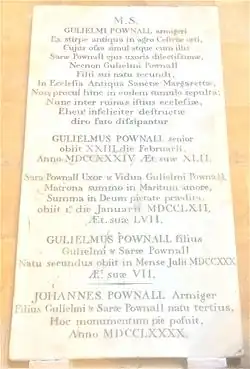 M.S.
GULIELMI POWNALL armigeri
Ex stirpe antiqua in agro Cestriæ orti,
Cujus ossa simul atque cum illis
Saræ Pownall ejus uxoris dilectissimæ,
Necnon Gulielmi Pownall
Filii sui natu secundi,
In Ecclesia Antiqua Sanctæ Margarettæ,
Non procul hinc in eodem tumulo sepulta;
Nunc inter ruinas istius ecclesiæ,
Eheu! infeliciter destructæ
diro fato dissipantur
GULIELMUS POWNALL senior
obiit XXIII. die Februarii,
Anno MDCCXXXIV Æt suæ XLII.
Sara Pownall Uxor & Vidua Gulielmi Pownall
Matrona summo in Maritum amore,
Summa in Deum pietate prædita
obiit 1º die Januarii MDCCLXII,
Æt. suæ LVII.
GULIELMUS POWNALL filius
Gulielmi & Saræ Pownall
Natu secundus obiit in Mense Julii MDCCXXX
Æt. suæ VII.
JOHANNES POWNALL Armiger
Filius Gulielmi & Saræ Pownall natu tertius,
Hoc monumentum pie posuit,
Anno MDCCLXXXX.